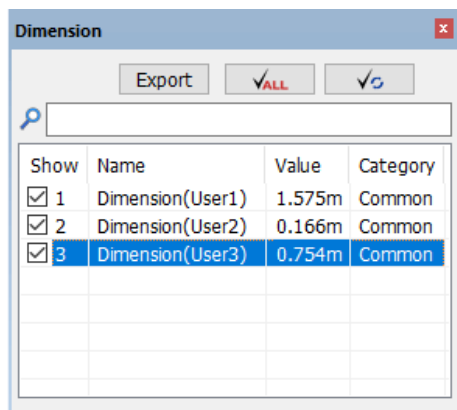 Dimension x
Export ALL
Show Name Value Category
1 Dimension(User1) 1.575m Common
2 Dimension(User2) 0.166m Common
3 Dimension(User3) 0.754m Common